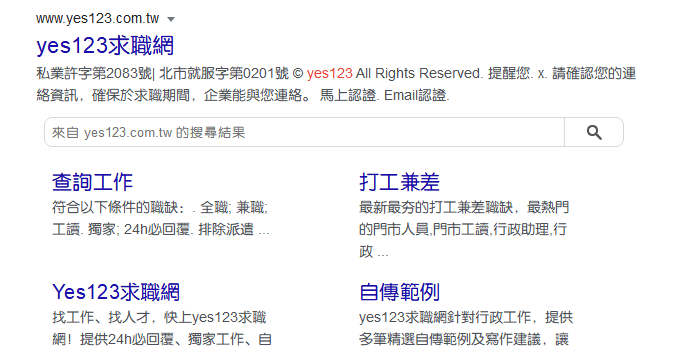 www.yes123.com.tw
yes123求職網
私業許字第2083號| 北市就服字第0201號 © yes123 All Rights Reserved. 提醒您. x. 請確認您的連
絡資訊，確保於求職期間，企業能與您連絡。 馬上認證. Email認證.
來自 yes123.com.tw 的搜尋結果
查詢工作
符合以下條件的職缺：. 全職; 兼職;
工讀. 獨家; 24h必回覆. 排除派遣 ...
打工兼差
最新最夯的打工兼差職缺，最熱門
的門市人員,門市工讀,行政助理,行
政 ...
Yes123求職網
找工作、找人才，快上yes123求職
網！提供24h必回覆、獨家工作、自
自傳範例
yes123求職網針對行政工作，提供
多筆精選自傳範例及寫作建議，讓